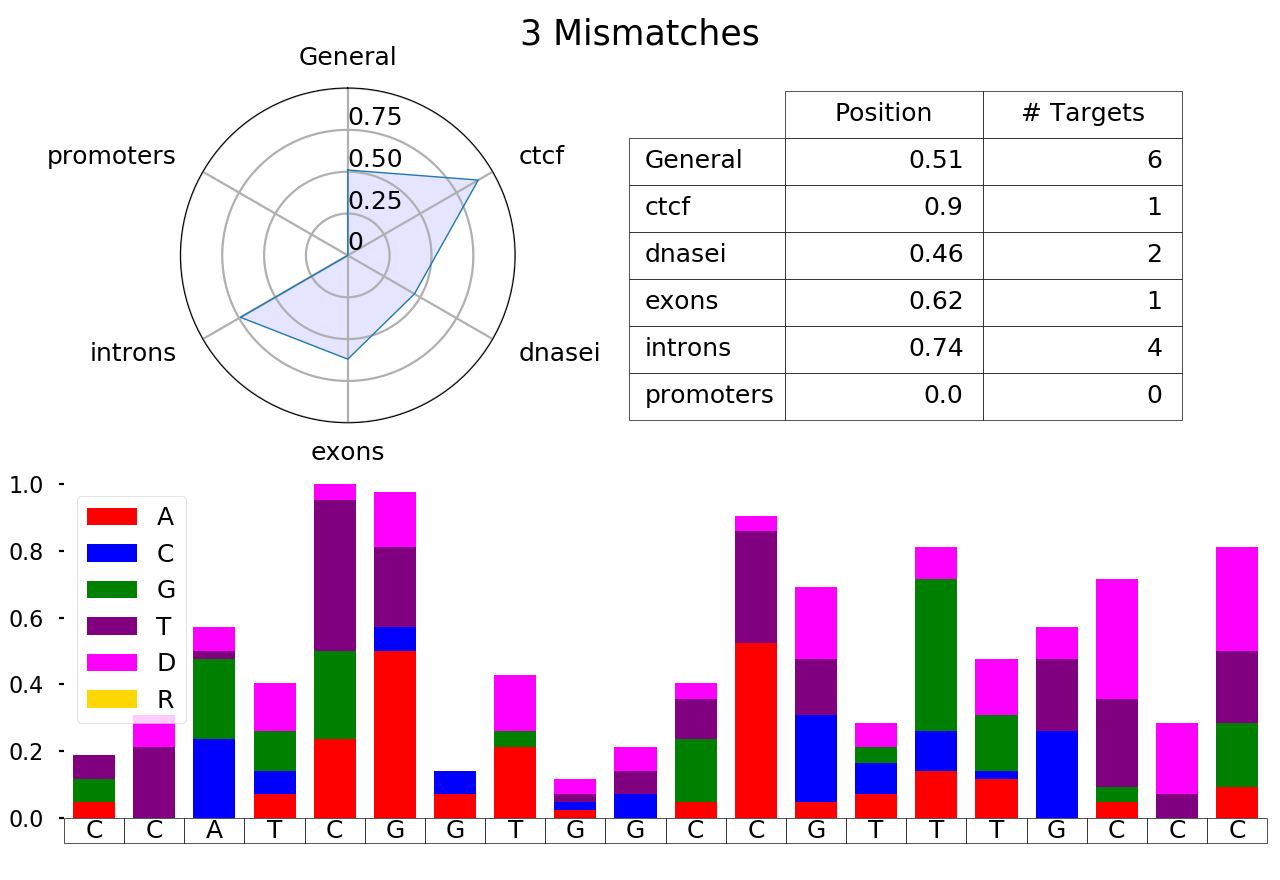 3 Mismatches
General
promoters
ctcf
0.75
0.50
0.25
0
introns
dnasei
exons
Position # Targets
General 0.51 6
ctcf 0.9 1
dnasei 0.46 2
exons 0.62 1
introns 0.74 4
promoters 0.0 0
1.0
0.8
0.6
0.4
0.2
0.0
A
C
G
T
D
R
C C A T C G G T G G C C G T T T G C C C